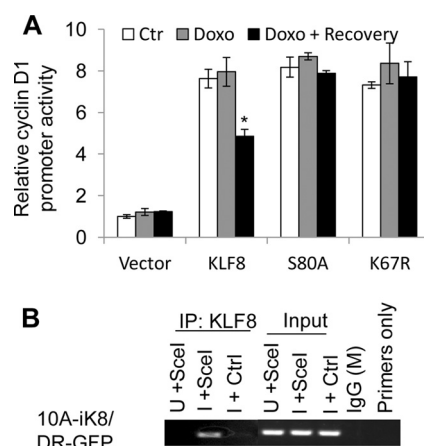 A
Ctr
Doxo
Doxo + Recovery
Relative cyclin D1
promoter activity
10
8
6
4
2
0
*
Vector
KLF8
S80A
K67R
B
IP: KLF8
Input
U +SceI
I +SceI
I + Ctrl
U +SceI
I +SceI
I + Ctrl
IgG (M)
Primers only
10A-iK8/
DR-GFP